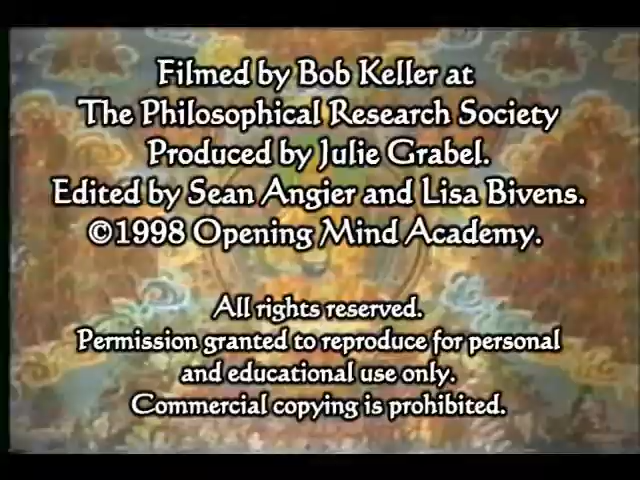 Filmed by Bob Keller at
The Philosophical Research Society
Produced by Julie Grabel.
Edited by Sean Angier and Lisa Bivens.
©1998 Opening Mind Academy.
All rights reserved.
Permission granted to reproduce for personal
and educational use only.
Commercial copying is prohibited.